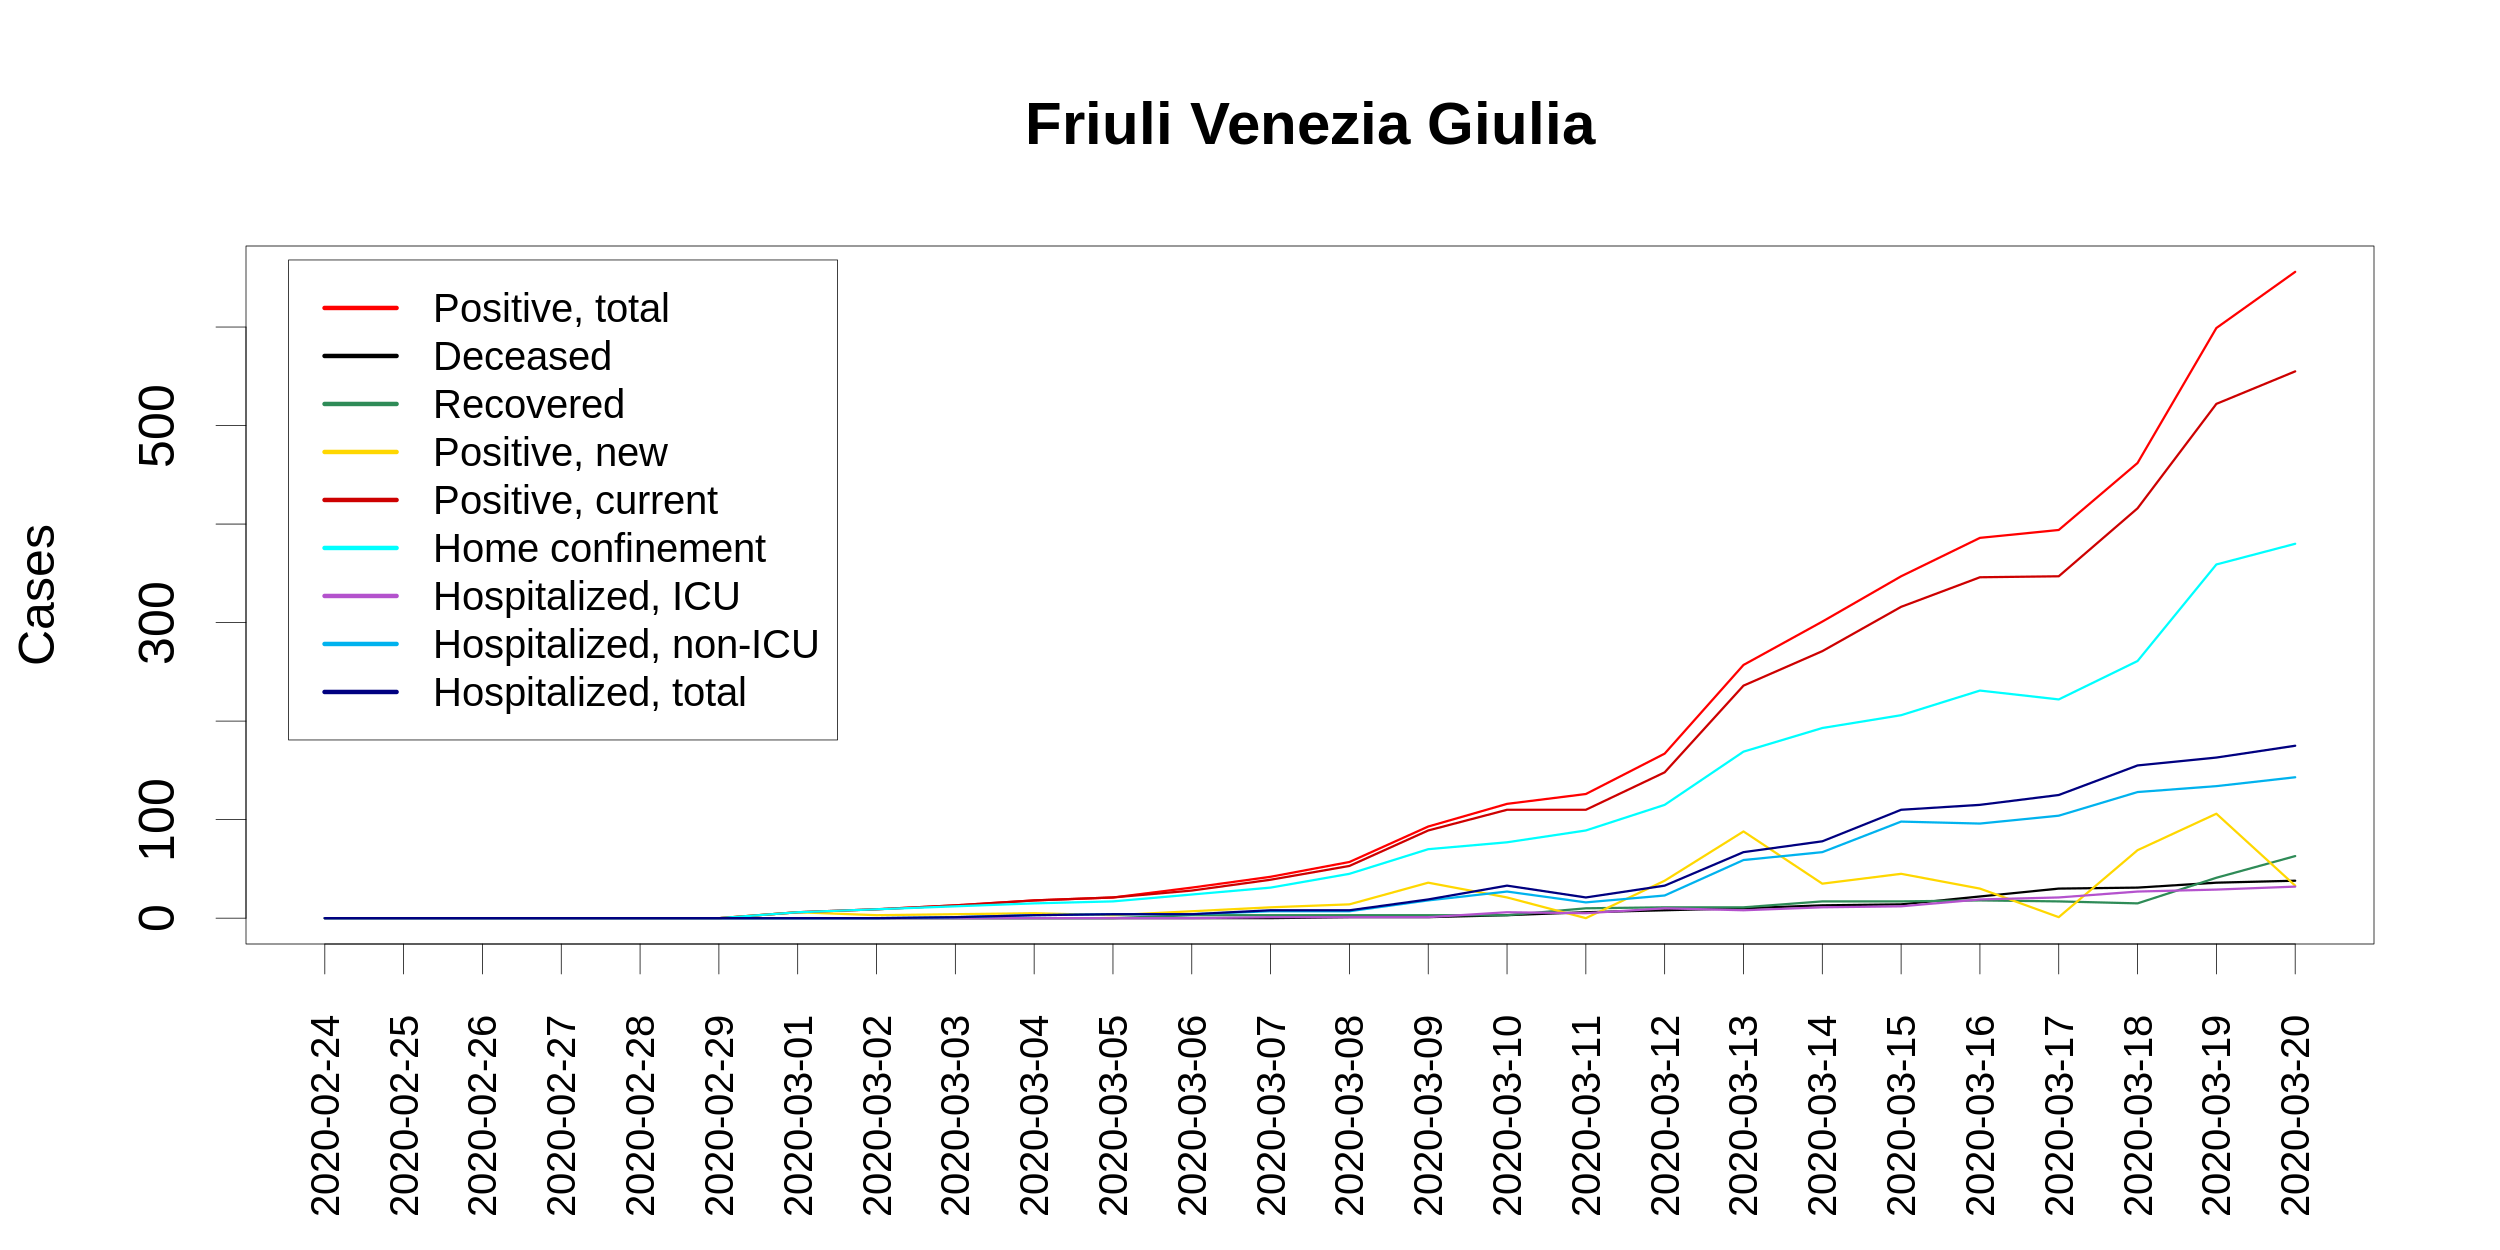 Friuli Venezia Giulia
Cases
500
300
100
0
Positive, total
Deceased
Recovered
Positive, new
Positive, current
Home confinement
Hospitalized, ICU
Hospitalized, non-ICU
Hospitalized, total
2020-02-24
2020-02-25
2020-02-26
2020-02-27
2020-02-28
2020-02-29
2020-03-01
2020-03-02
2020-03-03
2020-03-04
2020-03-05
2020-03-06
2020-03-07
2020-03-08
2020-03-09
2020-03-10
2020-03-11
2020-03-12
2020-03-13
2020-03-14
2020-03-15
2020-03-16
2020-03-17
2020-03-18
2020-03-19
2020-03-20